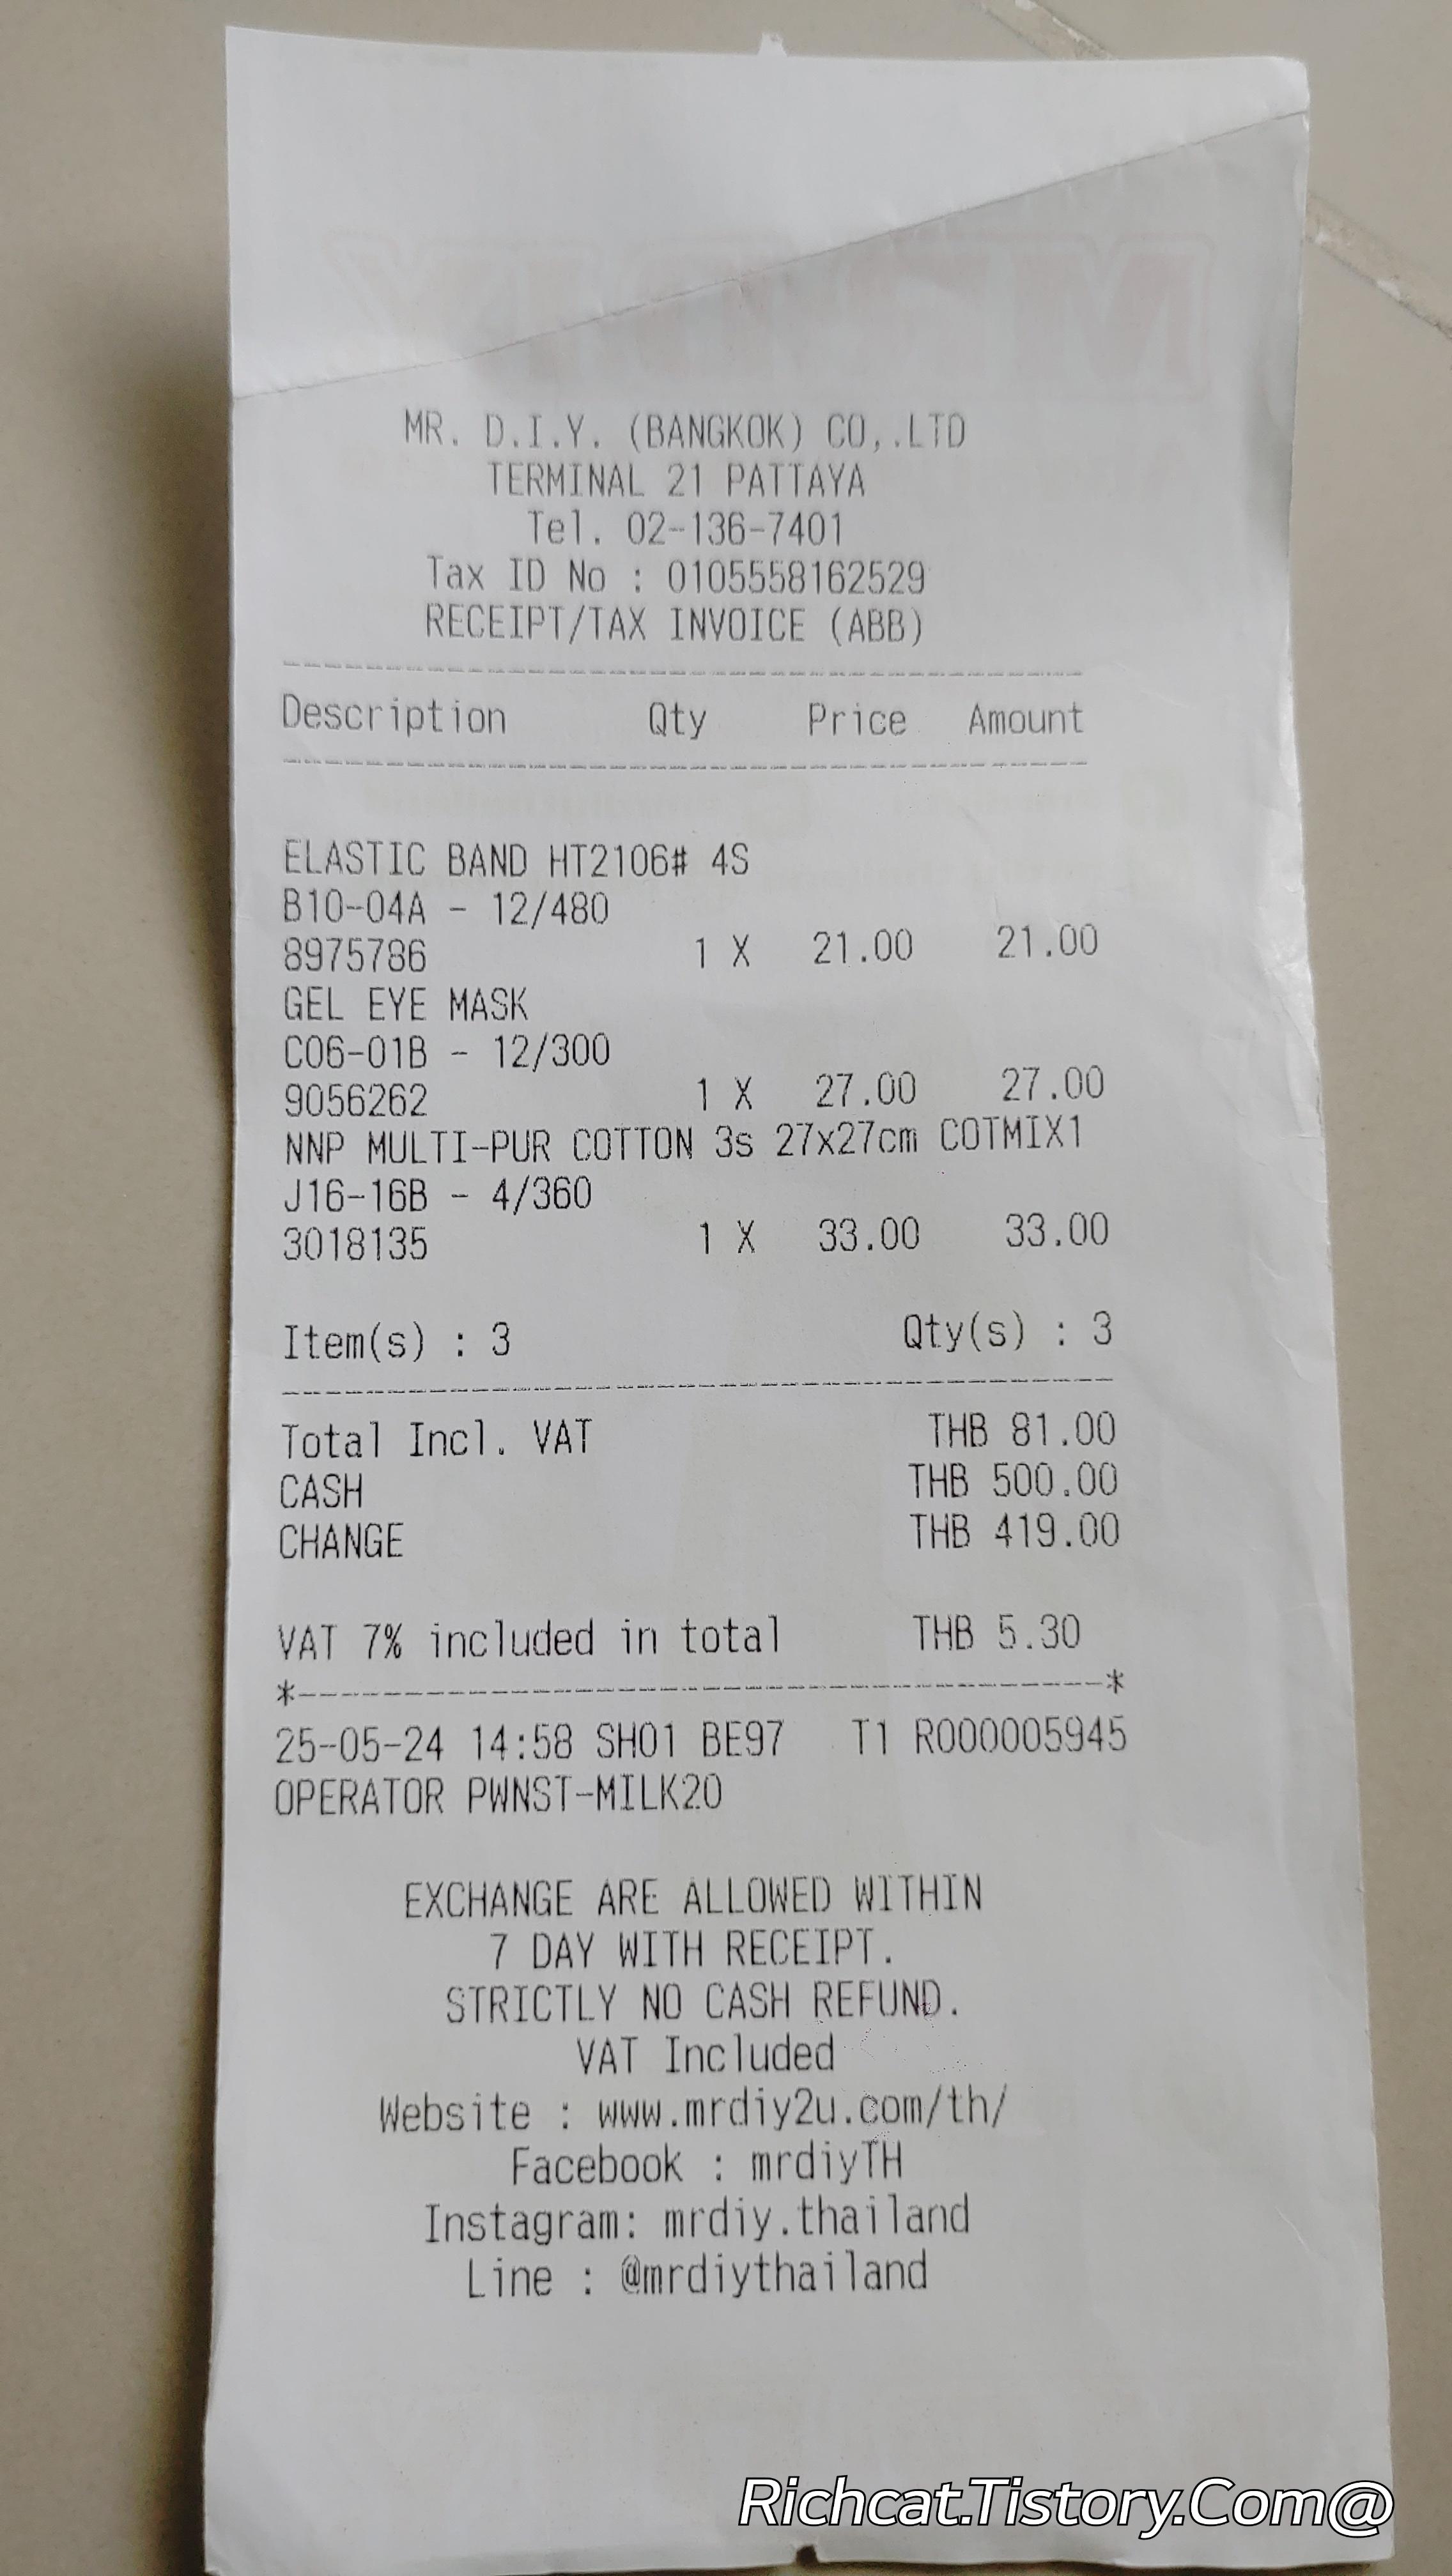 MR. D.I.Y. (BANGKOK) CO,.LTD
TERMINAL 21 PATTAYA
Tel. 02-136-7401
Tax ID No : 0105558162529
RECEIPT/TAX INVOICE (ABB)
Description Qty Price Amount
ELASTIC BAND HT2106# 4S
B10-04A - 12/480
8975786 1 X 21.00 21.00
GEL EYE MASK
C06-01B - 12/300
9056262 1 X 27.00 27.00
NNP MULTI-PUR COTTON 3s 27x27cm COTMIX1
J16-16B - 4/360
3018135 1 X 33.00 33.00
Item(s) : 3 Qty(s) : 3
Total Incl. VAT THB 81.00
CASH THB 500.00
CHANGE THB 419.00
VAT 7% included in total THB 5.30
*----------------------------------------*
25-05-24 14:58 SH01 BE97 T1 R000005945
OPERATOR PWNST-MILK20
EXCHANGE ARE ALLOWED WITHIN
7 DAY WITH RECEIPT.
STRICTLY NO CASH REFUND.
VAT Included
Website : www.mrdiy2u.com/th/
Facebook : mrdiyTH
Instagram: mrdiy.thailand
Line : @mrdiythailand
Richcat.Tistory.Com@